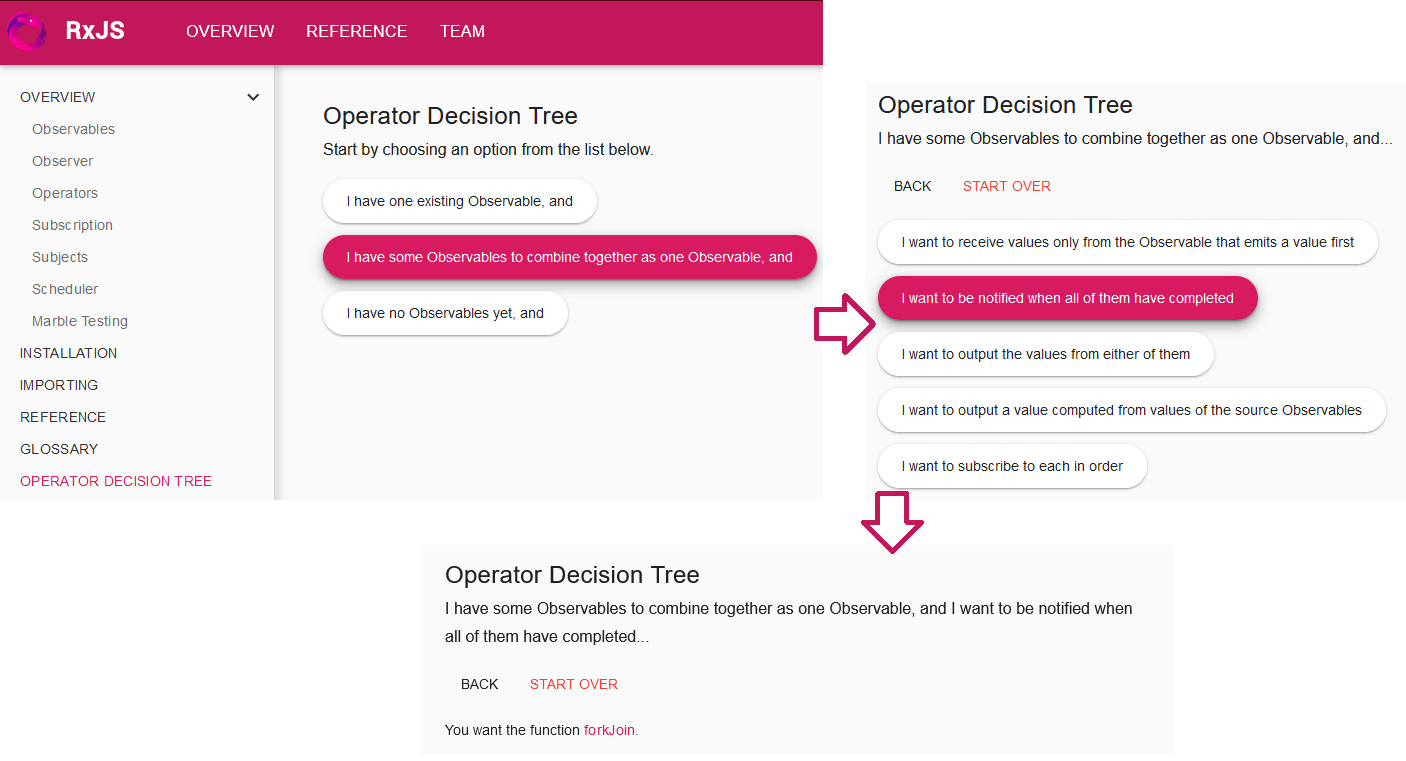 RxJS
OVERVIEW
REFERENCE
TEAM
OVERVIEW
Observables
Observer
Operators
Subscription
Subjects
Scheduler
Marble Testing
INSTALLATION
IMPORTING
REFERENCE
GLOSSARY
OPERATOR DECISION TREE
Operator Decision Tree
Start by choosing an option from the list below.
I have one existing Observable, and
I have some Observables to combine together as one Observable, and
I have no Observables yet, and
Operator Decision Tree
I have some Observables to combine together as one Observable, and...
BACK
START OVER
I want to receive values only from the Observable that emits a value first
I want to be notified when all of them have completed
I want to output the values from either of them
I want to output a value computed from values of the source Observables
I want to subscribe to each in order
Operator Decision Tree
I have some Observables to combine together as one Observable, and I want to be notified when
all of them have completed...
BACK
START OVER
You want the function forkJoin.